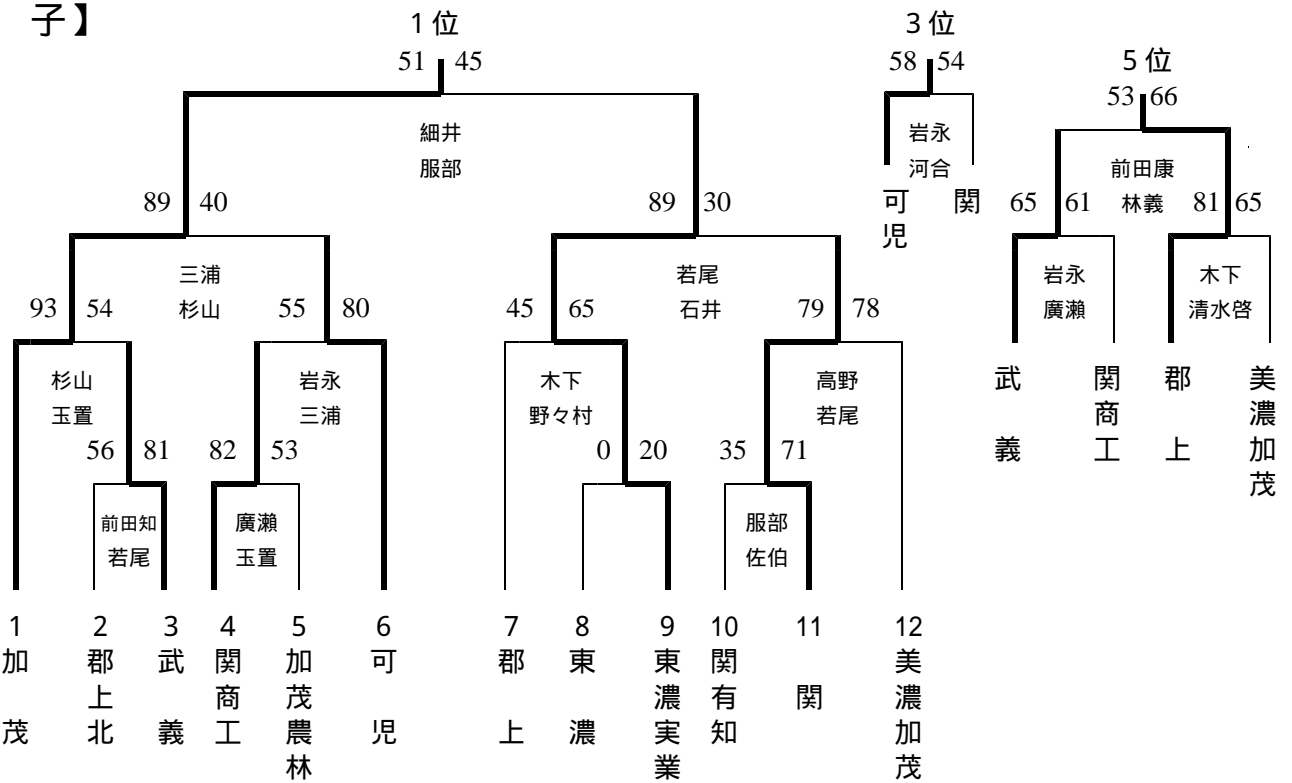 子】
1位
3位
5位
51 45
58 54
53 66
細井
服部
岩永
河合
前田康
林義
可児
関
89 40
89 30
65 61
81 65
三浦
杉山
若尾
石井
岩永
廣瀬
木下
清水啓
93 54
55 80
45 65
79 78
杉山
玉置
岩永
三浦
木下
野々村
高野
若尾
武義
関商工
郡上
美濃加茂
56 81
82 53
0 20
35 71
前田知
若尾
廣瀬
玉置
服部
佐伯
1 加茂
2 郡上北
3 武義
4 関商工
5 加茂農林
6 可児
7 郡上
8 東濃
9 東濃実業
10 関有知
11 関
12 美濃加茂